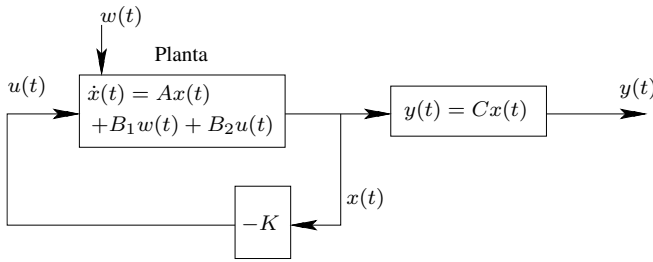 w(t)
Planta
u(t)
ẋ(t) = Ax(t)
+B₁w(t) + B₂u(t)
y(t) = Cx(t)
y(t)
x(t)
−K